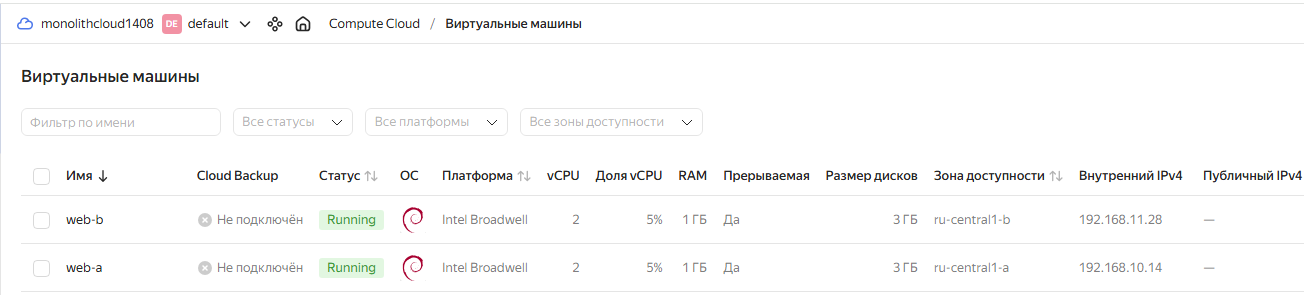 monolithcloud1408 DE default Compute Cloud / Виртуальные машины
Виртуальные машины
Фильтр по имени Все статусы Все платформы Все зоны доступности
Имя Cloud Backup Статус ОС Платформа vCPU Доля vCPU RAM Прерываемая Размер дисков Зона доступности Внутренний IPv4 Публичный IPv4
web-b Не подключён Running Intel Broadwell 2 5% 1 ГБ Да 3 ГБ ru-central1-b 192.168.11.28 —
web-a Не подключён Running Intel Broadwell 2 5% 1 ГБ Да 3 ГБ ru-central1-a 192.168.10.14 —